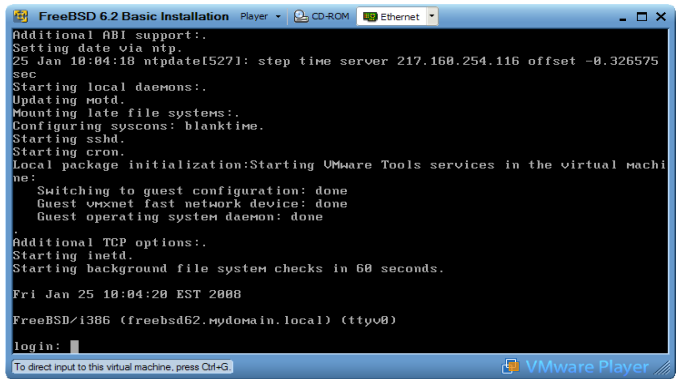 FreeBSD 6.2 Basic Installation Player CD-ROM Ethernet
Additional ABI support:.
Setting date via ntp.
25 Jan 10:04:18 ntpdate[527]: step time server 217.160.254.116 offset -0.326575
sec
Starting local daemons:.
Updating motd.
Mounting late file systems:.
Configuring syscons: blanktime.
Starting sshd.
Starting cron.
Local package initialization:Starting VMware Tools services in the virtual machi
ne:
Switching to guest configuration: done
Guest vmxnet fast network device: done
Guest operating system daemon: done
.
Additional TCP options:.
Starting inetd.
Starting background file system checks in 60 seconds.
Fri Jan 25 10:04:20 EST 2008
FreeBSD/i386 (freebsd62.mydomain.local) (ttyv0)
login:
To direct input to this virtual machine, press Ctrl+G. VMware Player